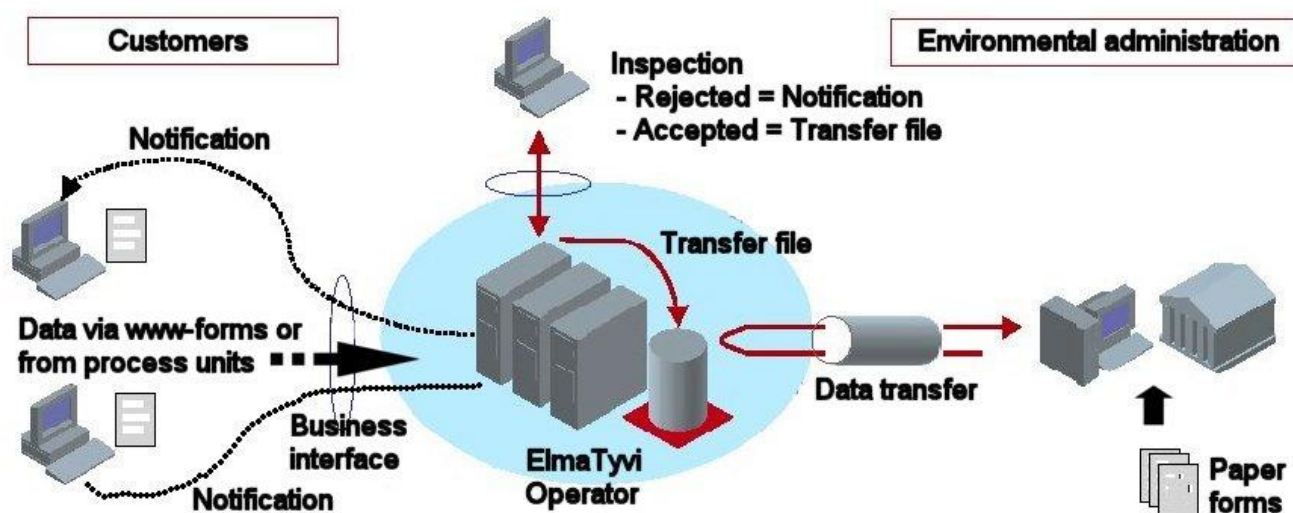 Customers
Environmental administration
Inspection
- Rejected = Notification
- Accepted = Transfer file
Notification
Transfer file
Data via www-forms or
from process units
Data transfer
Business
interface
ElmaTyvi
Operator
Notification
Paper
forms